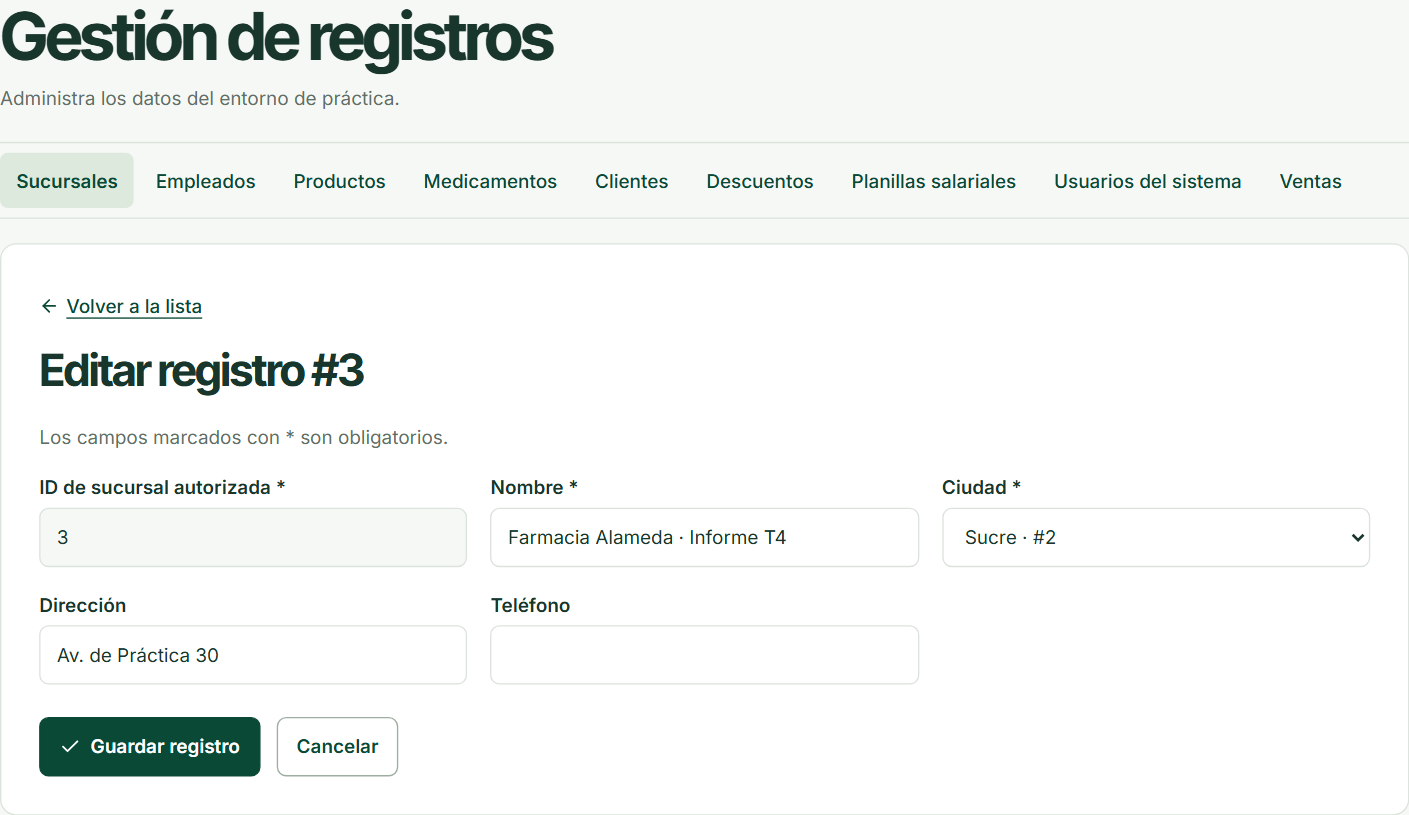 Gestión de registros
Administra los datos del entorno de práctica.
Sucursales Empleados Productos Medicamentos Clientes Descuentos Planillas salariales Usuarios del sistema Ventas
← Volver a la lista
Editar registro #3
Los campos marcados con * son obligatorios.
ID de sucursal autorizada * Nombre * Ciudad *
3 Farmacia Alameda · Informe T4 Sucre · #2
Dirección Teléfono
Av. de Práctica 30
✓ Guardar registro Cancelar